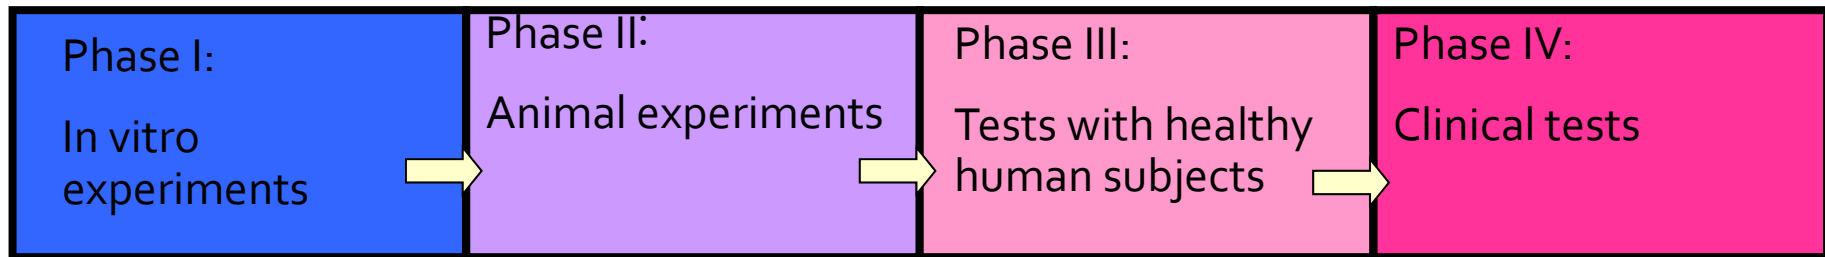 Phase I:
In vitro
experiments
Phase II:
Animal experiments
Phase III:
Tests with healthy
human subjects
Phase IV:
Clinical tests